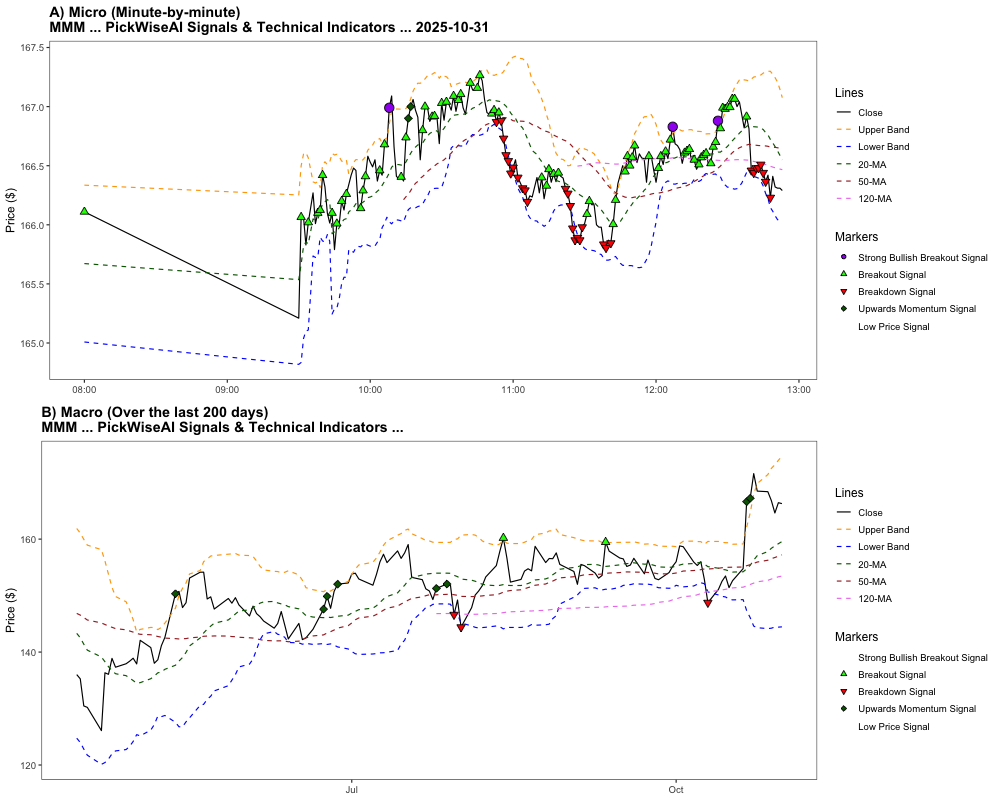 A) Micro (Minute-by-minute)
MMM ... PickWiseAI Signals & Technical Indicators ... 2025-10-31
Price ($)
167.5
167.0
166.5
166.0
165.5
165.0
08:00
09:00
10:00
11:00
12:00
13:00
Lines
Close
Upper Band
Lower Band
20-MA
50-MA
120-MA
Markers
Strong Bullish Breakout Signal
Breakout Signal
Breakdown Signal
Upwards Momentum Signal
Low Price Signal
B) Macro (Over the last 200 days)
MMM ... PickWiseAI Signals & Technical Indicators ...
Price ($)
160
140
120
Jul
Oct
Lines
Close
Upper Band
Lower Band
20-MA
50-MA
120-MA
Markers
Strong Bullish Breakout Signal
Breakout Signal
Breakdown Signal
Upwards Momentum Signal
Low Price Signal